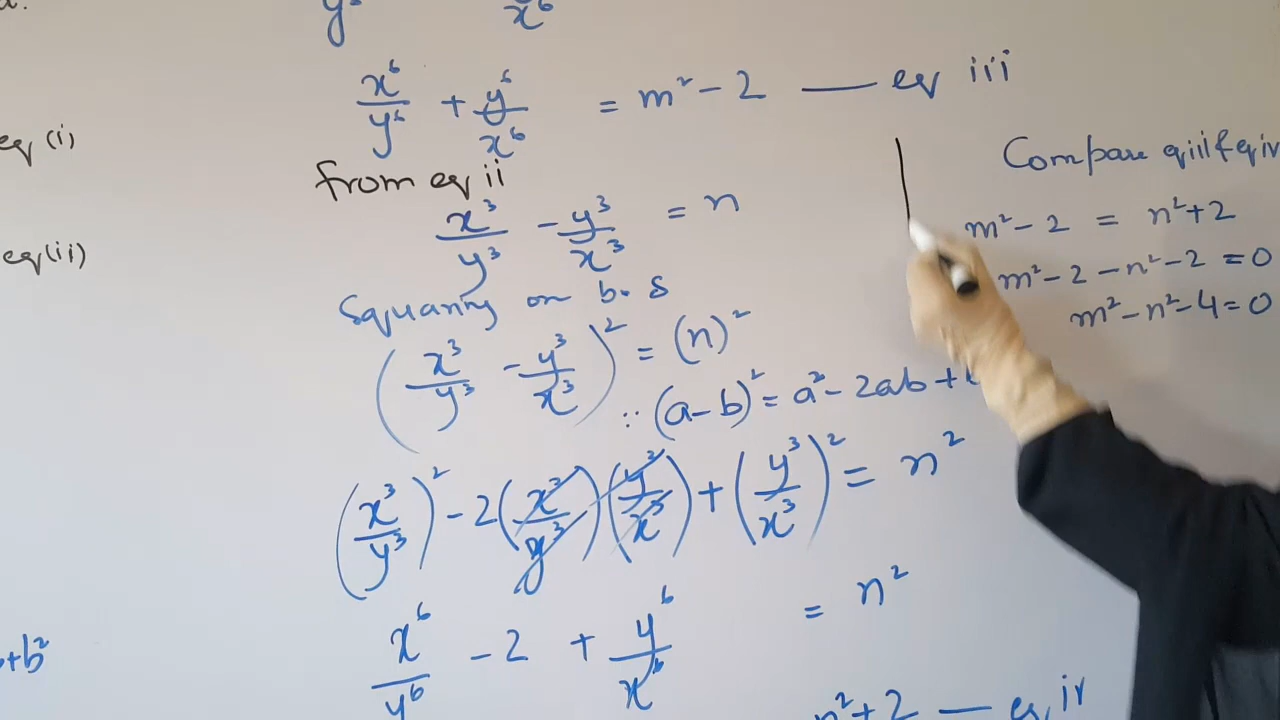 eq (i)
eq (ii)
+b²
x⁶
x⁶/y⁶ + y⁶/x⁶ = m² - 2 — eq iii
from eq ii
x³/y³ - y³/x³ = n
Squaring on b.s
(x³/y³ - y³/x³)² = (n)²
∵ (a-b)² = a² - 2ab +
(x³/y³)² - 2(x³/y³)(y³/x³) + (y³/x³)² = n²
x⁶/y⁶ - 2 + y⁶/x⁶ = n²
n² + 2 — eq iv
Compare eq iii & eq iv
m² - 2 = n² + 2
m² - 2 - n² - 2 = 0
m² - n² - 4 = 0